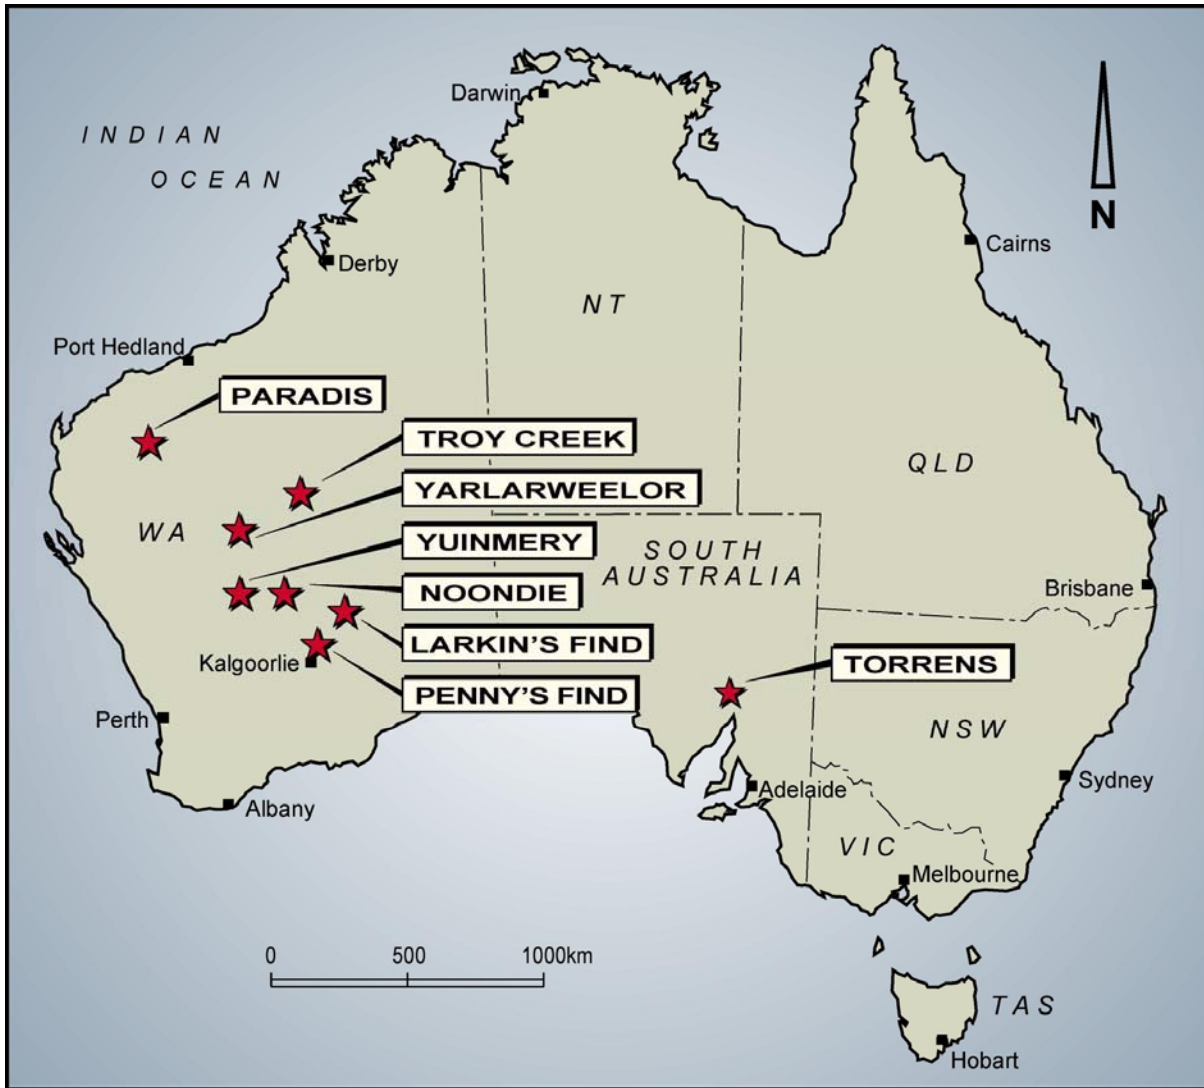 Darwin
INDIAN
OCEAN
N
Cairns
Derby
NT
Port Hedland
PARADIS
TROY CREEK
QLD
YARLARWEELOR
WA
YUINMERY
SOUTH
AUSTRALIA
NOONDIE
Brisbane
LARKIN'S FIND
Kalgoorlie
TORRENS
PENNY'S FIND
Perth
NSW
Sydney
Adelaide
Albany
VIC
Melbourne
0 500 1000km
TAS
Hobart